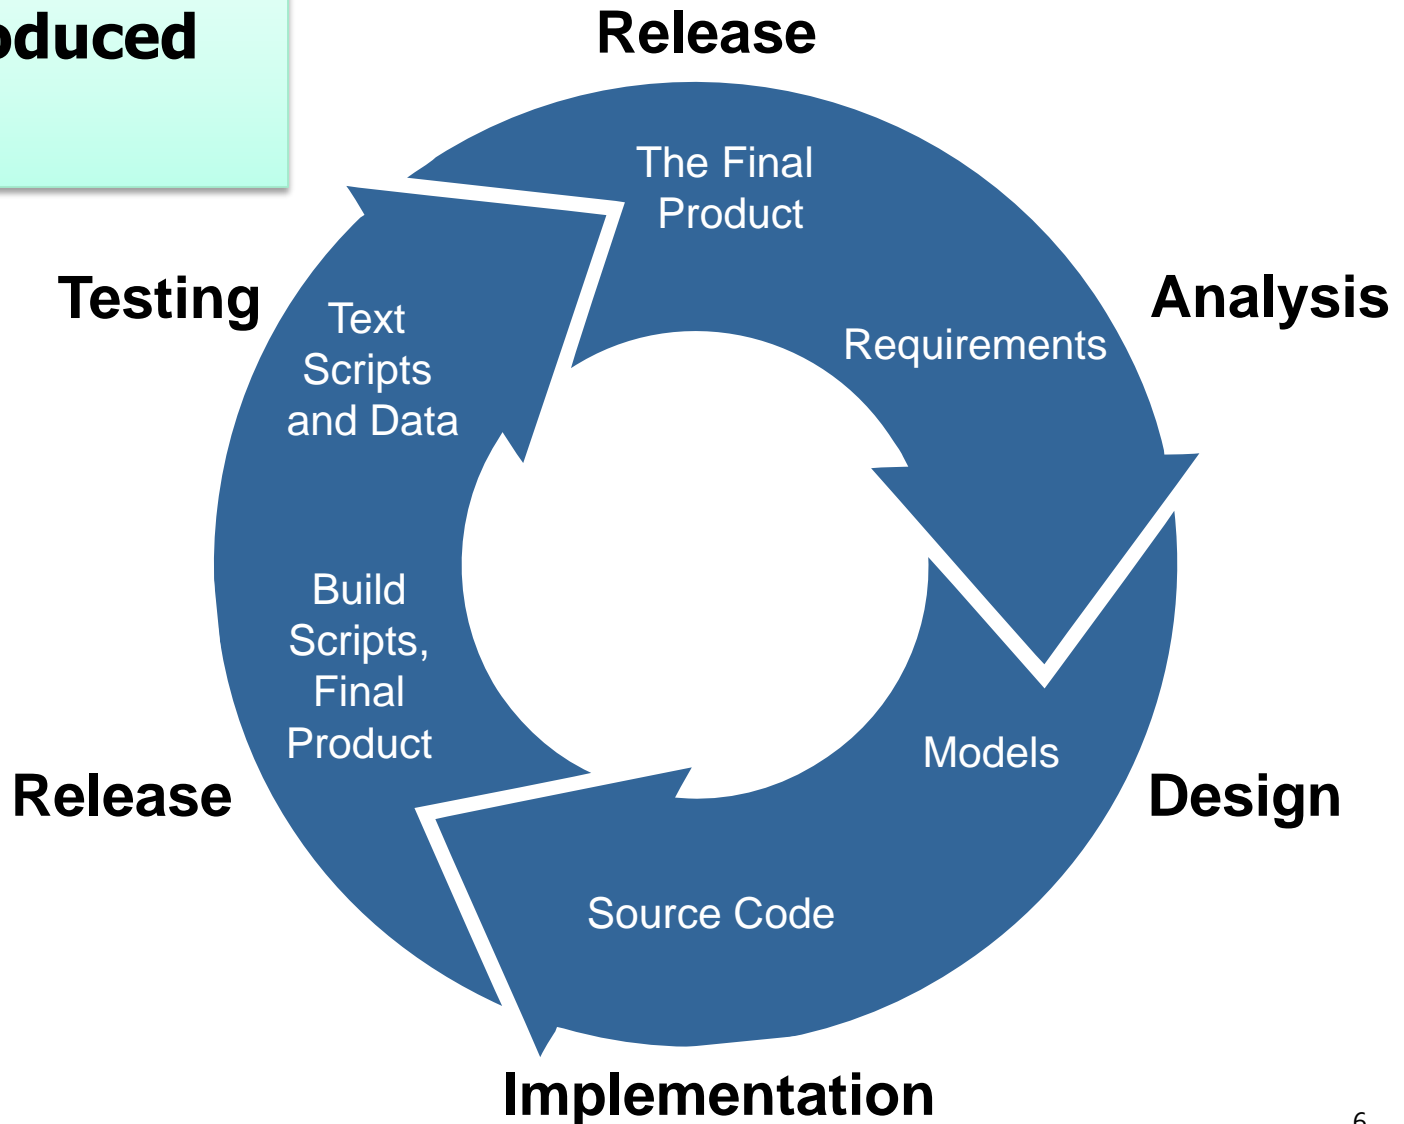 Release
The Final
Product
Analysis
Requirements
Design
Models
Implementation
Source Code
Release
Build
Scripts,
Final
Product
Testing
Text
Scripts
and Data
6